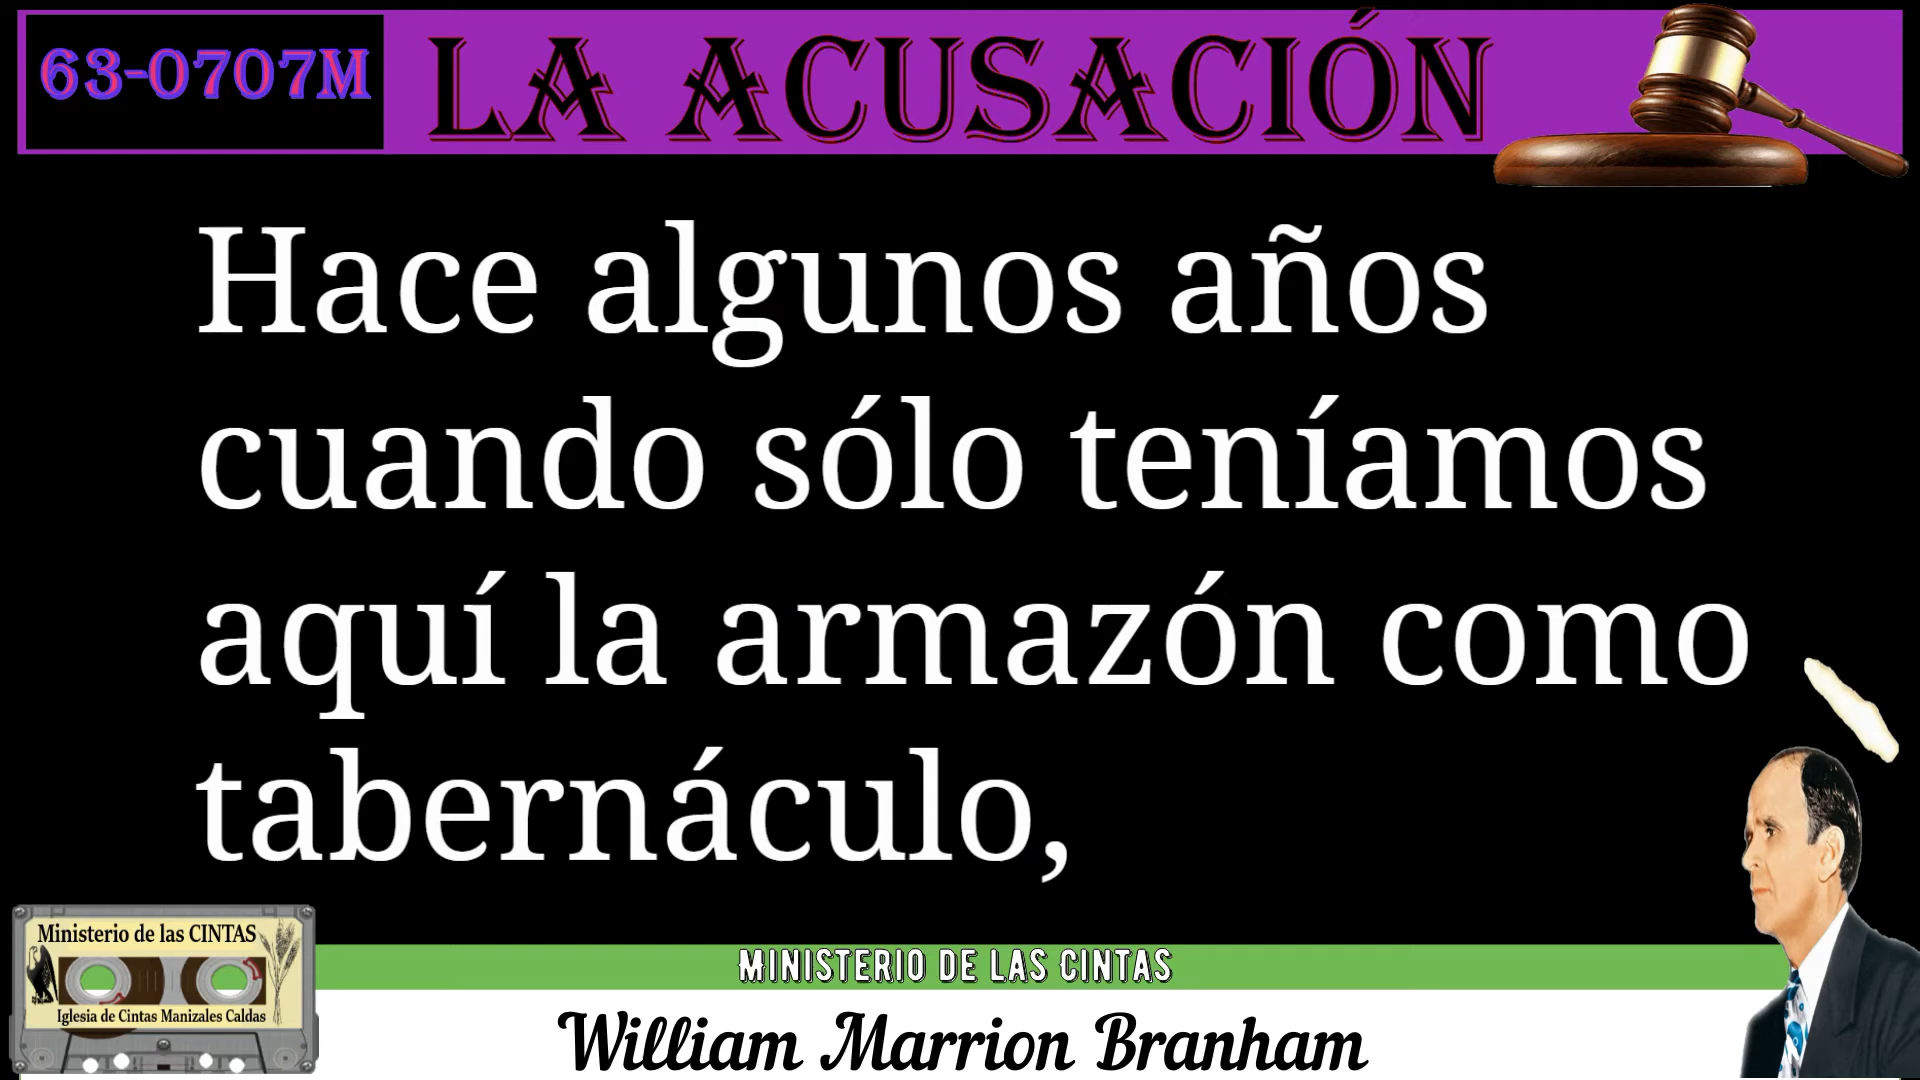 63-0707M
LA ACUSACIÓN
Hace algunos años
cuando sólo teníamos
aquí la armazón como
tabernáculo,
Ministerio de las CINTAS
Iglesia de Cintas Manizales Caldas
MINISTERIO DE LAS CINTAS
William Marrion Branham